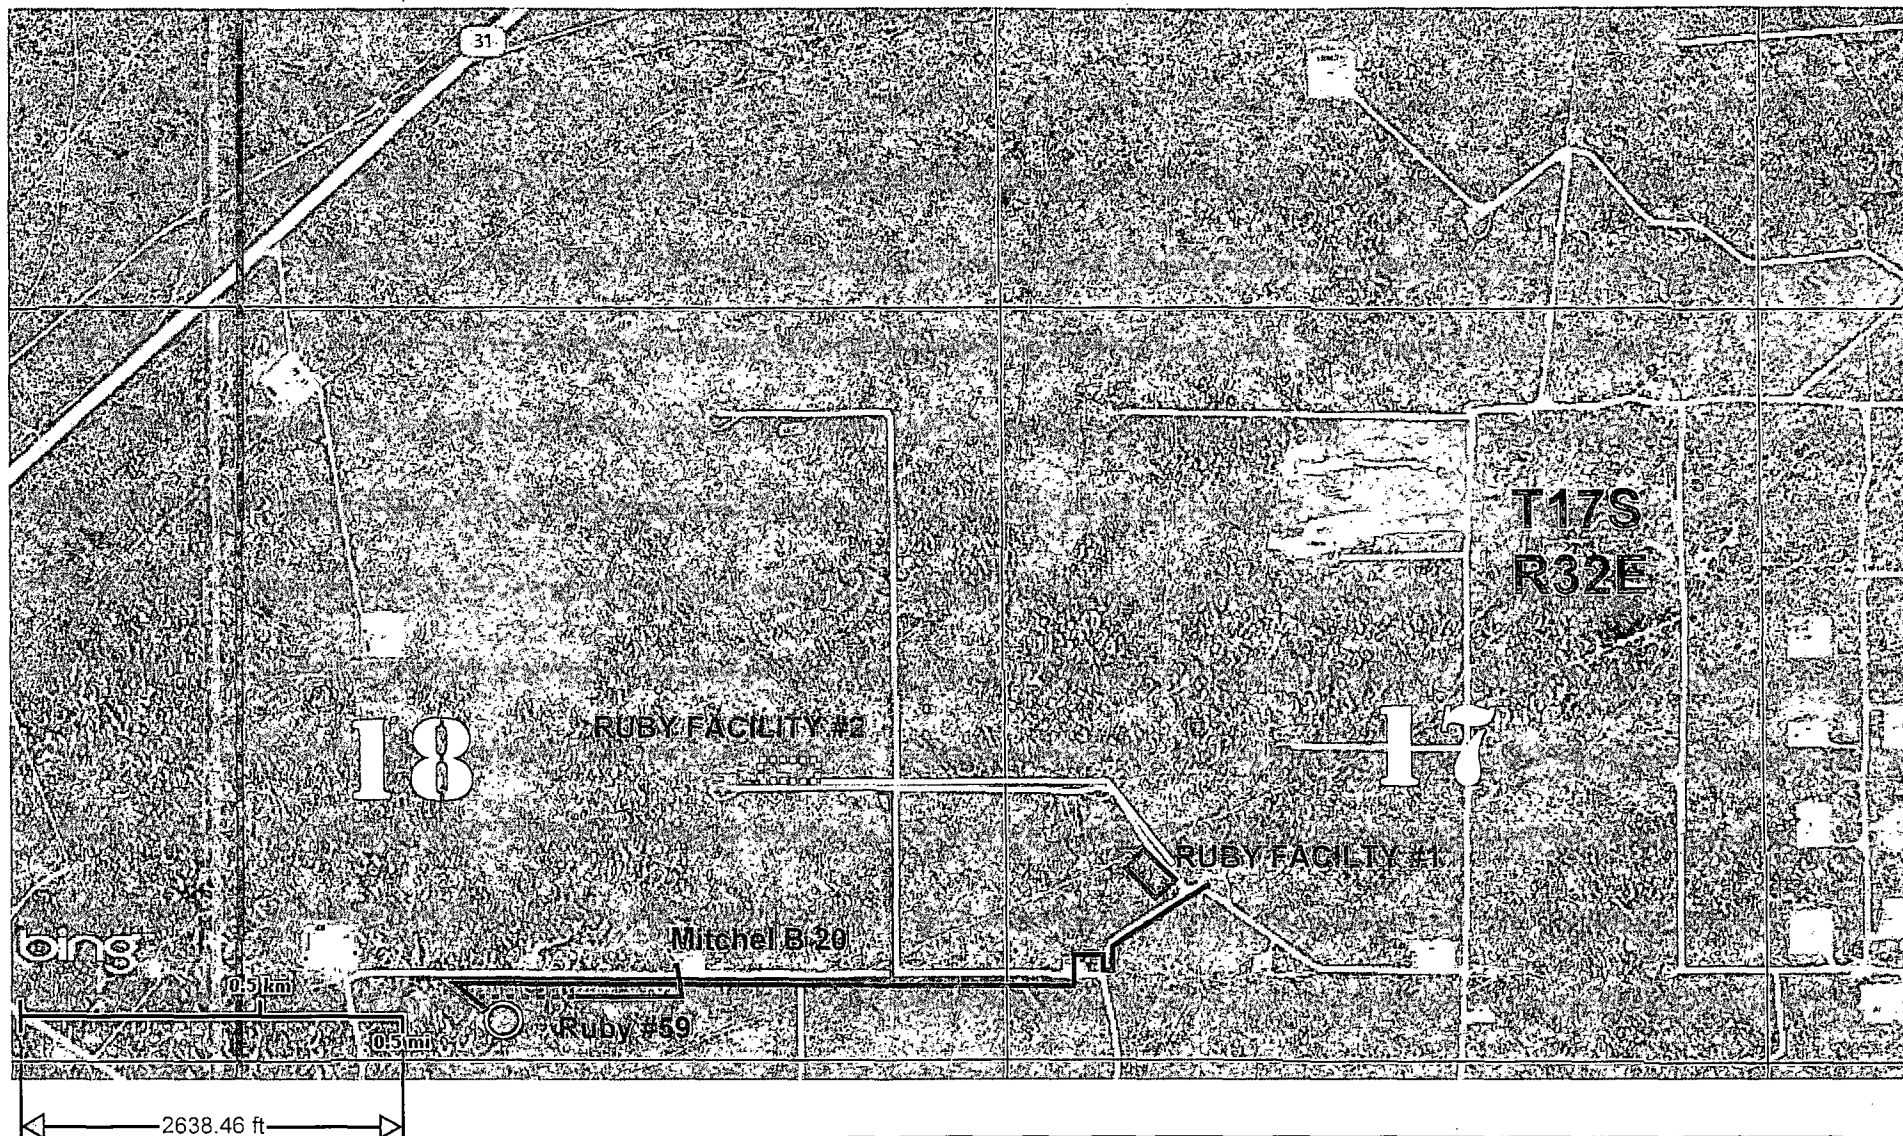 31
T17S
R32E
18
RUBY FACILITY #2
17
RUBY FACILTY #1
Mitchel B 20
bing
0.5 km
Ruby #59
0.5 mi
2638.46 ft